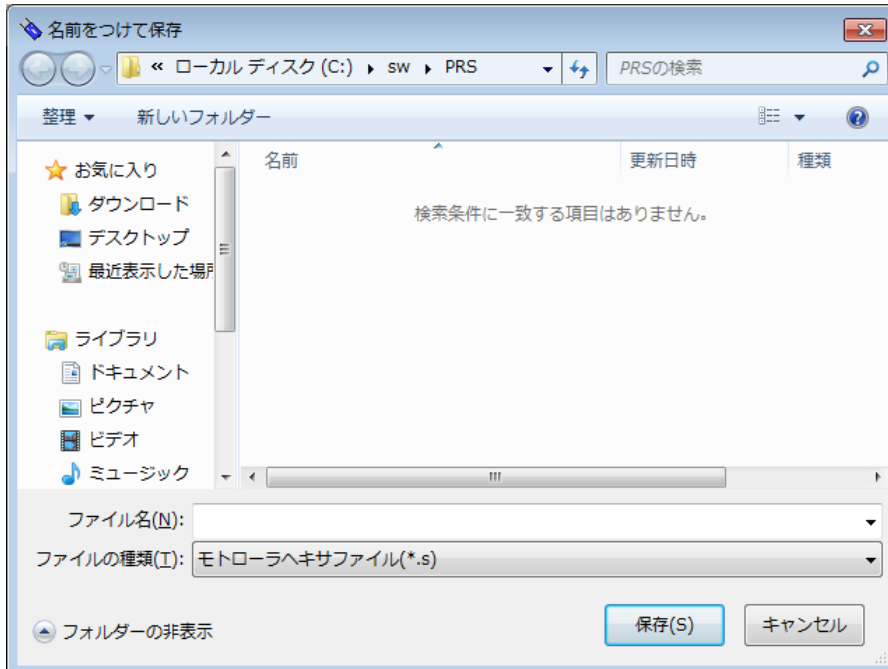 名前をつけて保存
« ローカル ディスク (C:) ▸ sw ▸ PRS
PRSの検索
整理 ▼ 新しいフォルダー
お気に入り
ダウンロード
デスクトップ
最近表示した場所
ライブラリ
ドキュメント
ピクチャ
ビデオ
ミュージック
名前 更新日時 種類
検索条件に一致する項目はありません。
ファイル名(N):
ファイルの種類(T): モトローラヘキサファイル(*.s)
フォルダーの非表示
保存(S) キャンセル